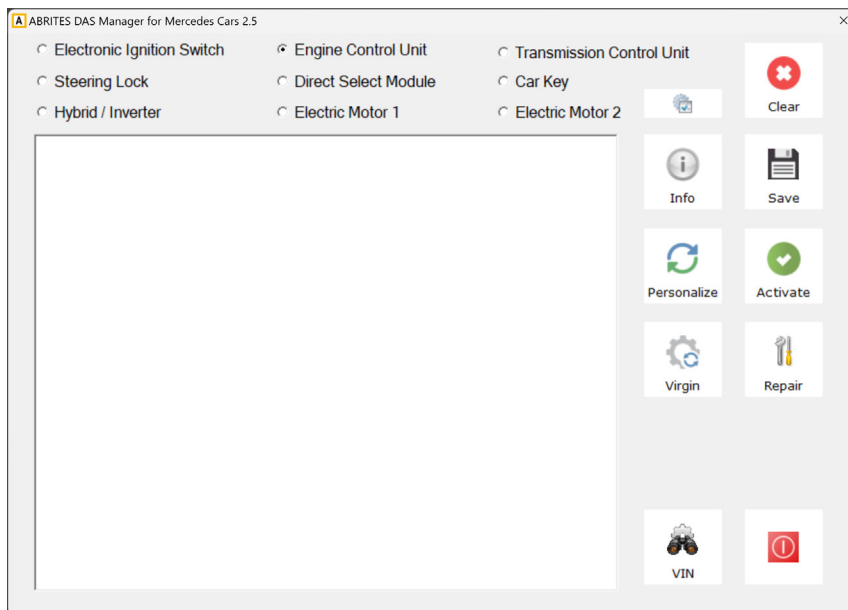 A ABRITES DAS Manager for Mercedes Cars 2.5
Electronic Ignition Switch Engine Control Unit Transmission Control Unit
Steering Lock Direct Select Module Car Key
Hybrid / Inverter Electric Motor 1 Electric Motor 2
Clear
Info Save
Personalize Activate
Virgin Repair
VIN